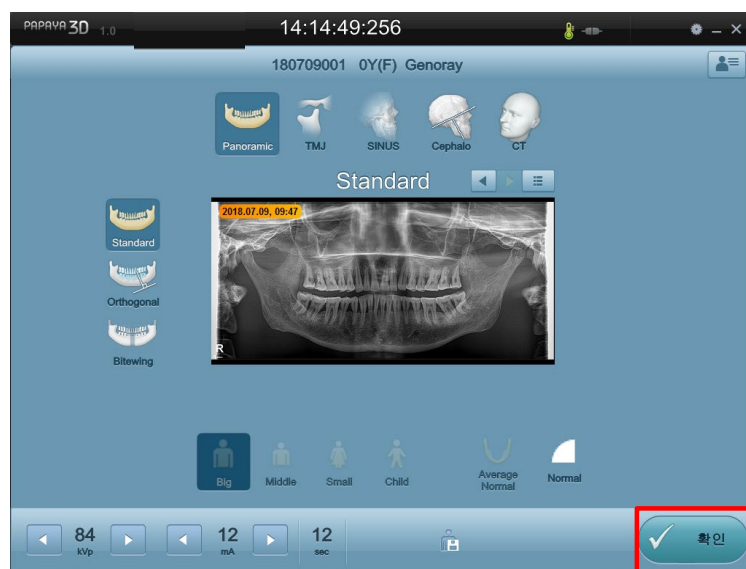 PAPAYA 3D 1.0
14:14:49:256
180709001 0Y(F) Genoray
Panoramic
TMJ
SINUS
Cephalo
CT
Standard
2018.07.09, 09:47
R
Standard
Orthogonal
Bitewing
Big
Middle
Small
Child
Average
Normal
Normal
84
kVp
12
mA
12
sec
확인